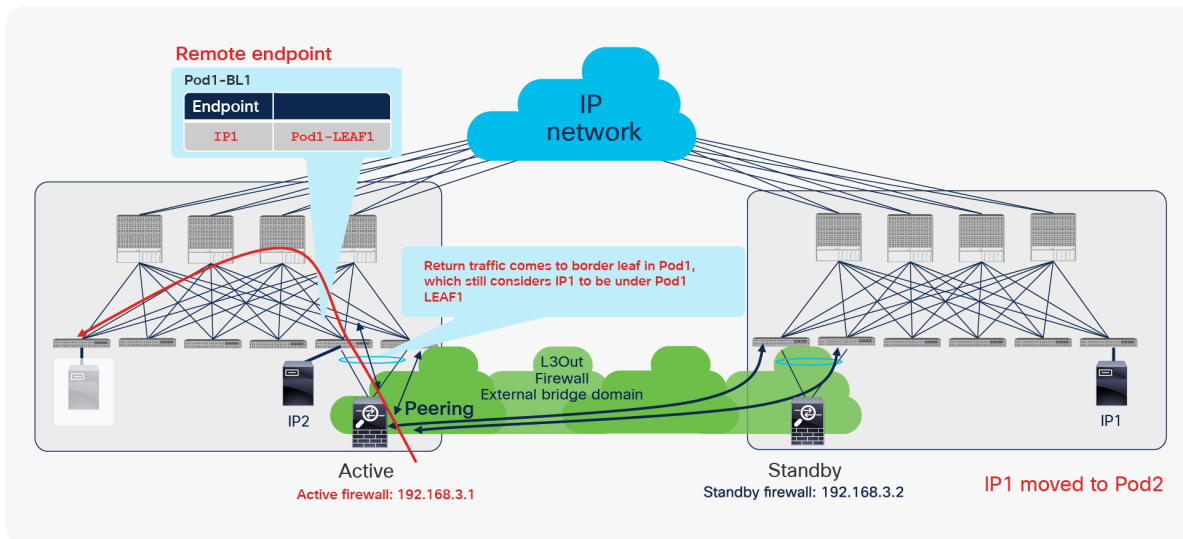 Remote endpoint
Pod1-BL1
Endpoint
IP1 Pod1-LEAF1
IP
network
Return traffic comes to border leaf in Pod1,
which still considers IP1 to be under Pod1
LEAF1
L3Out
Firewall
External bridge domain
Peering
IP2
IP1
Active
Active firewall: 192.168.3.1
Standby
Standby firewall: 192.168.3.2
IP1 moved to Pod2